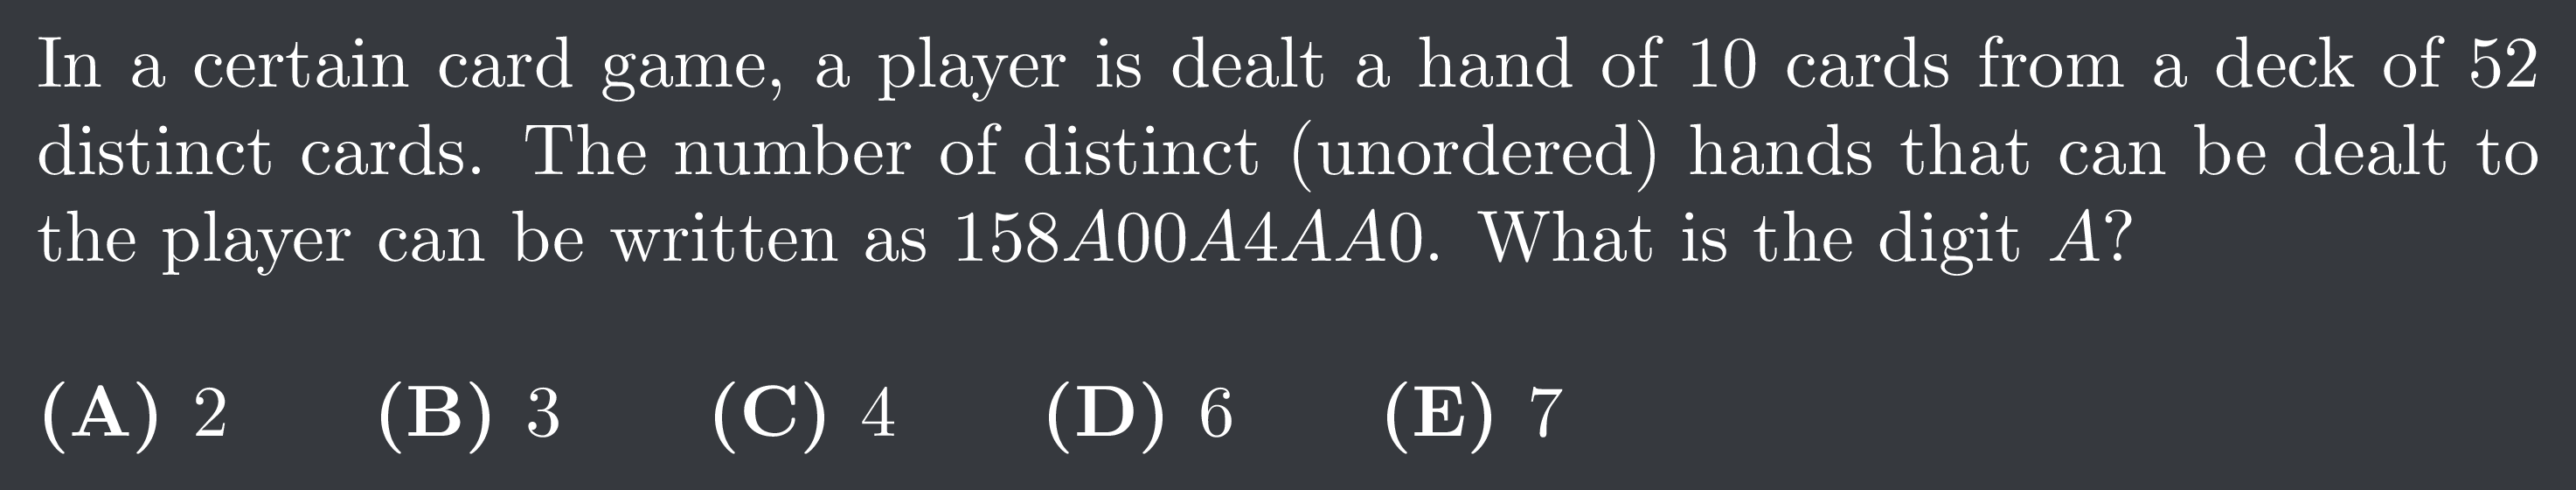 In a certain card game, a player is dealt a hand of 10 cards from a deck of 52
distinct cards. The number of distinct (unordered) hands that can be dealt to
the player can be written as 158A00A4AA0. What is the digit A?
(A) 2 (B) 3 (C) 4 (D) 6 (E) 7